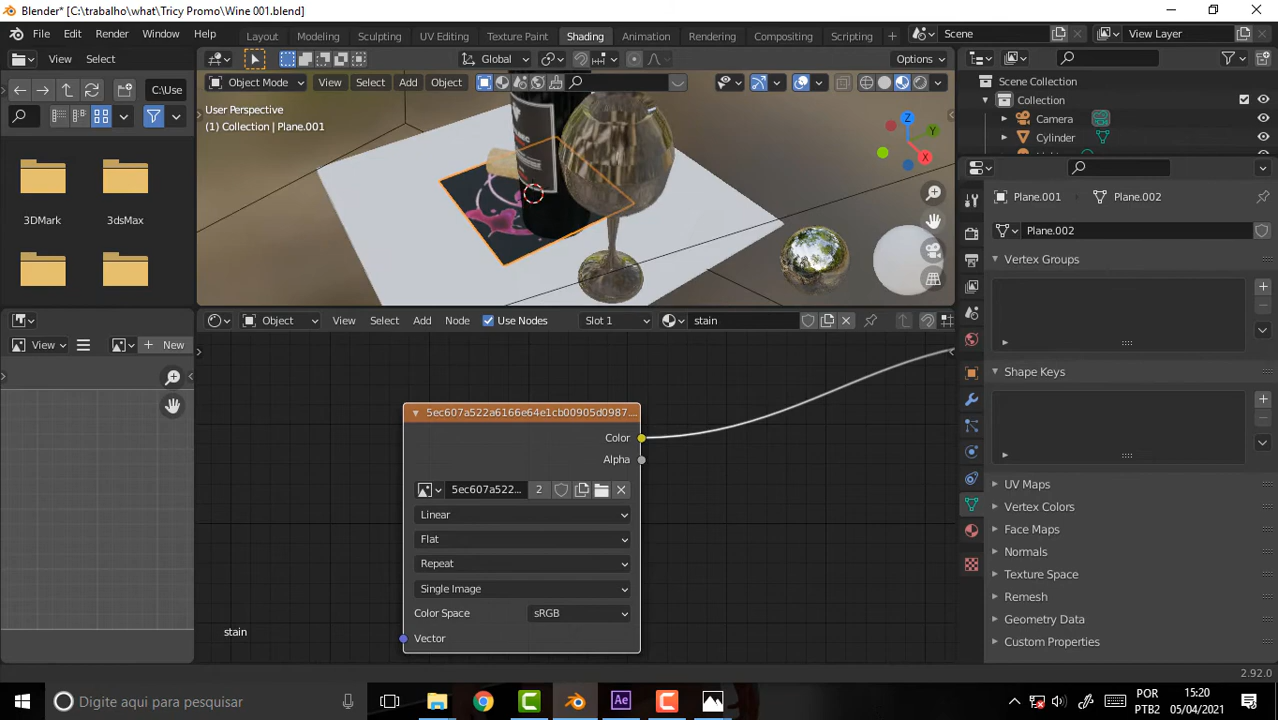 Blender* [C:\trabalho\what\Tricy Promo\Wine 001.blend]
File Edit Render Window Help Layout Modeling Sculpting UV Editing Texture Paint Shading Animation Rendering Compositing Scripting + Scene View Layer
View Select Global Options
Object Mode View Select Add Object
C:\Use
User Perspective
(1) Collection | Plane.001
3DMark 3dsMax
Z Y X
Scene Collection
Collection
Camera
Cylinder
Plane.001 Plane.002
Plane.002
Vertex Groups
Shape Keys
UV Maps
Vertex Colors
Face Maps
Normals
Texture Space
Remesh
Geometry Data
Custom Properties
Object View Select Add Node Use Nodes Slot 1 stain
View New
5ec607a522a6166e64e1cb00905d0987....
Color
Alpha
5ec607a522... 2
Linear
Flat
Repeat
Single Image
Color Space sRGB
Vector
stain
2.92.0
Digite aqui para pesquisar
Ae
POR
PTB2
15:20
05/04/2021